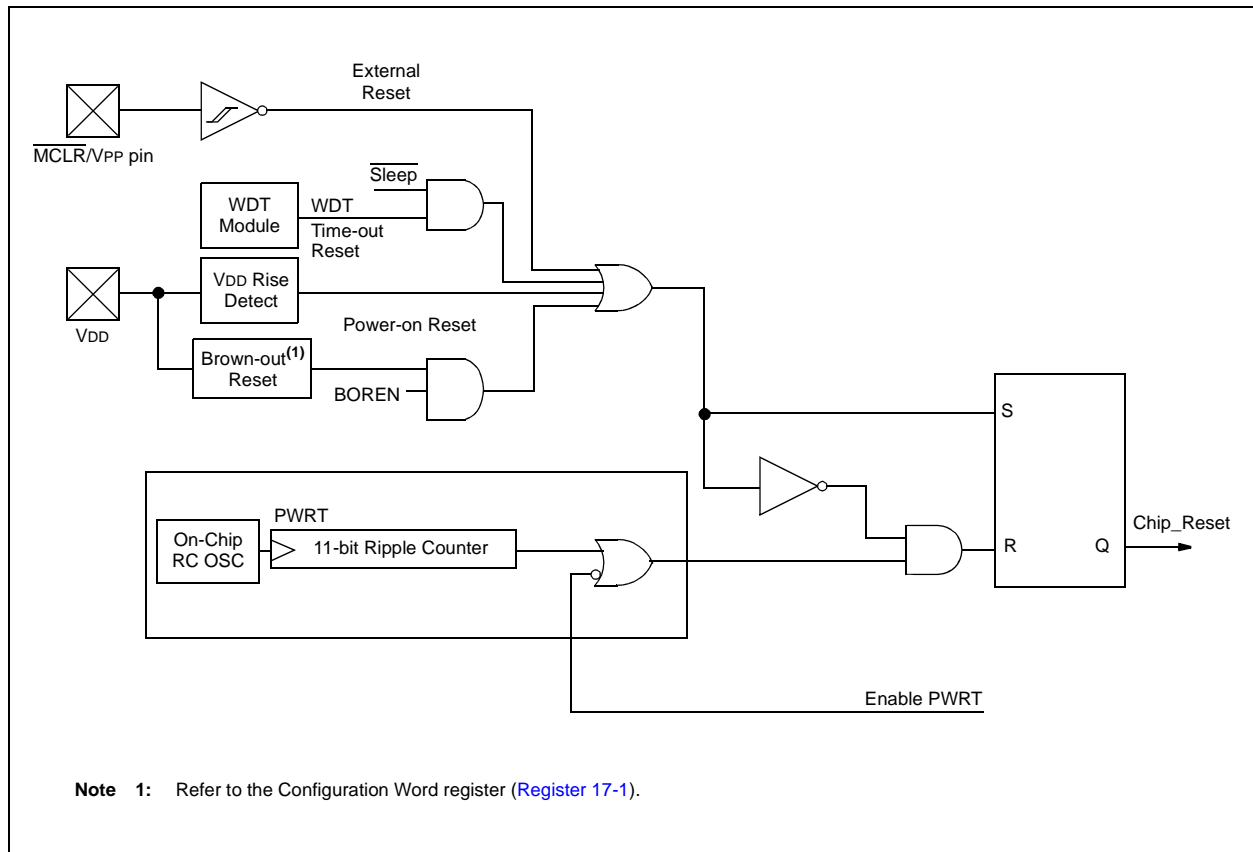 External
Reset
MCLR/VPP pin
Sleep
WDT
Module
WDT
Time-out
Reset
VDD Rise
Detect
VDD
Power-on Reset
Brown-out(1)
Reset
BOREN
S
PWRT
On-Chip
RC OSC
11-bit Ripple Counter
R
Q
Chip_Reset
Enable PWRT
Note 1: Refer to the Configuration Word register (Register 17-1).